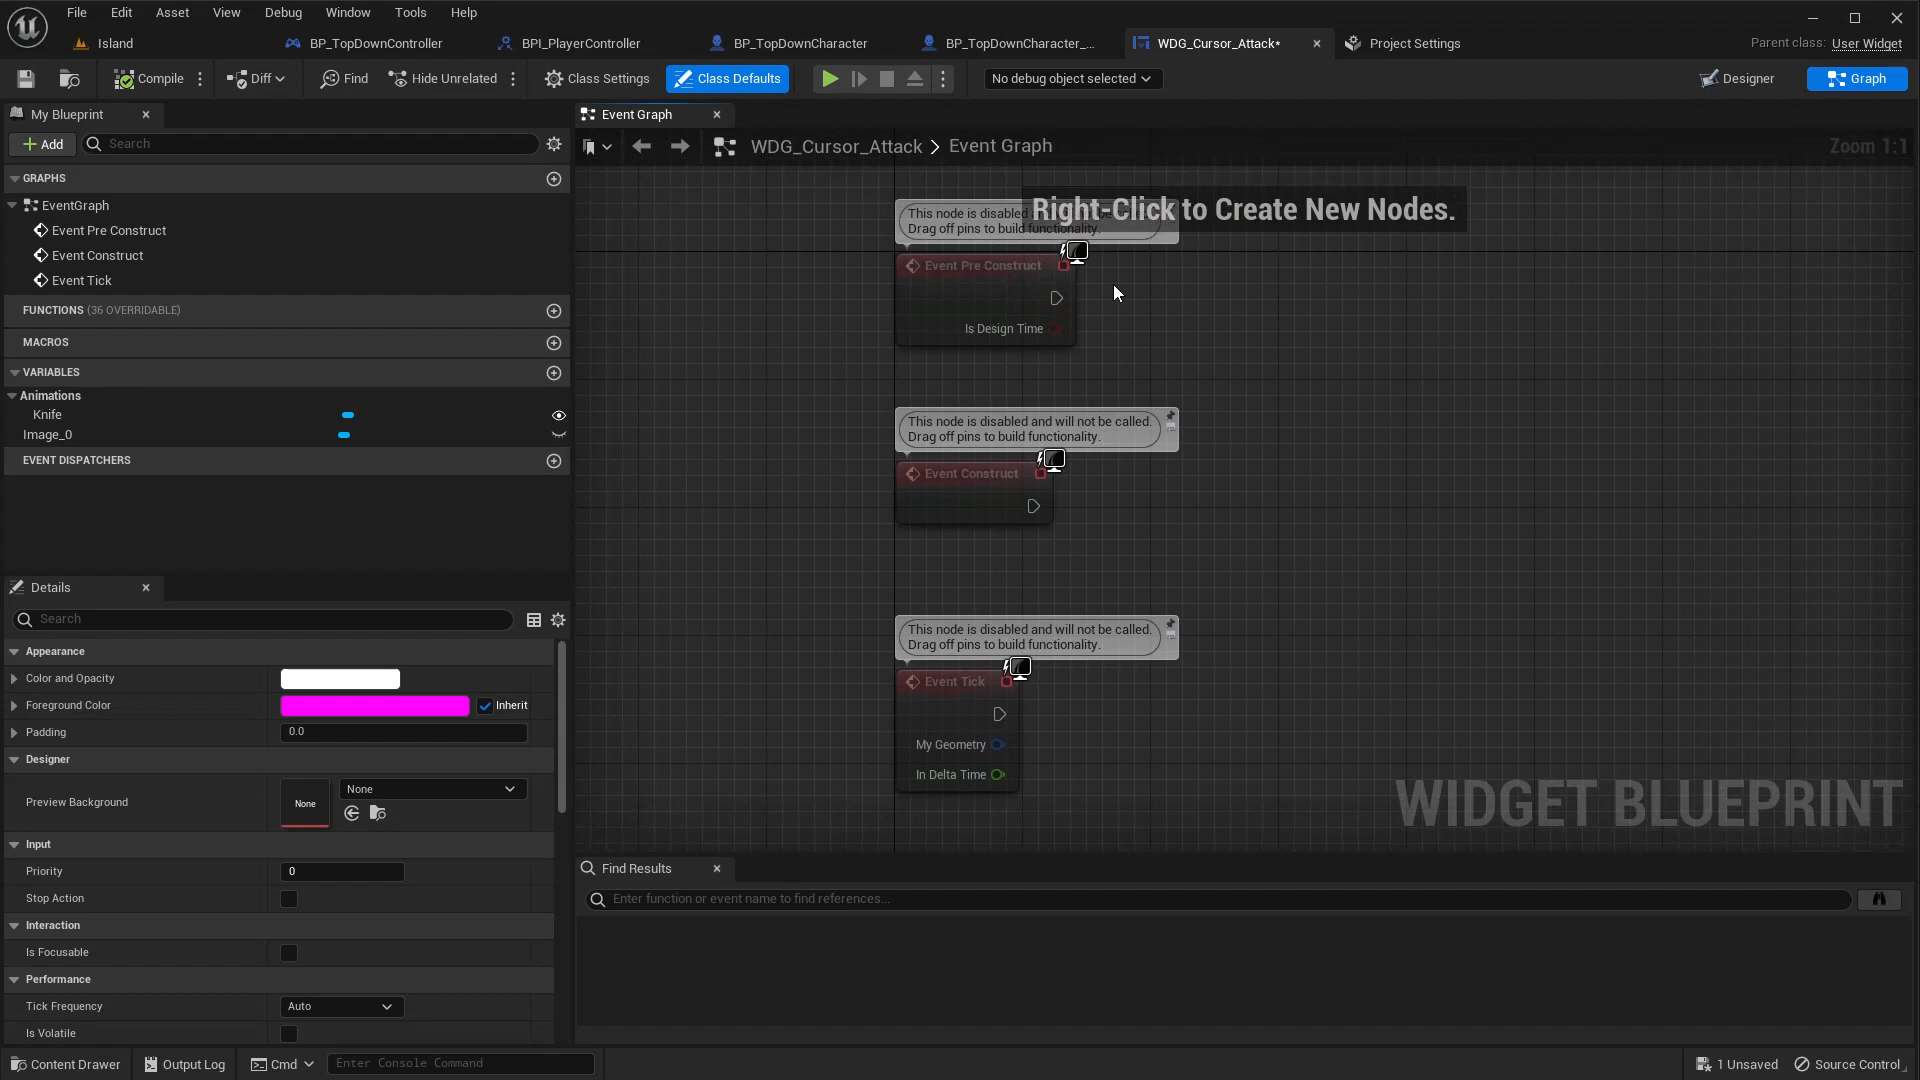 File Edit Asset View Debug Window Tools Help
Island BP_TopDownController BPI_PlayerController BP_TopDownCharacter BP_TopDownCharacter_... WDG_Cursor_Attack* Project Settings Parent class: User Widget
Compile Diff Find Hide Unrelated Class Settings Class Defaults No debug object selected Designer Graph
My Blueprint
Add Search
GRAPHS
EventGraph
Event Pre Construct
Event Construct
Event Tick
FUNCTIONS (36 OVERRIDABLE)
MACROS
VARIABLES
Animations
Knife
Image_0
EVENT DISPATCHERS
Details
Search
Appearance
Color and Opacity
Foreground Color Inherit
Padding 0.0
Designer
Preview Background None None
Input
Priority 0
Stop Action
Interaction
Is Focusable
Performance
Tick Frequency Auto
Is Volatile
Event Graph
WDG_Cursor_Attack > Event Graph Zoom 1:1
Right-Click to Create New Nodes.
This node is disabled
Drag off pins to build functionality.
Event Pre Construct
Is Design Time
This node is disabled and will not be called.
Drag off pins to build functionality.
Event Construct
This node is disabled and will not be called.
Drag off pins to build functionality.
Event Tick
My Geometry
In Delta Time
WIDGET BLUEPRINT
Find Results
Enter function or event name to find references...
Content Drawer Output Log Cmd Enter Console Command 1 Unsaved Source Control